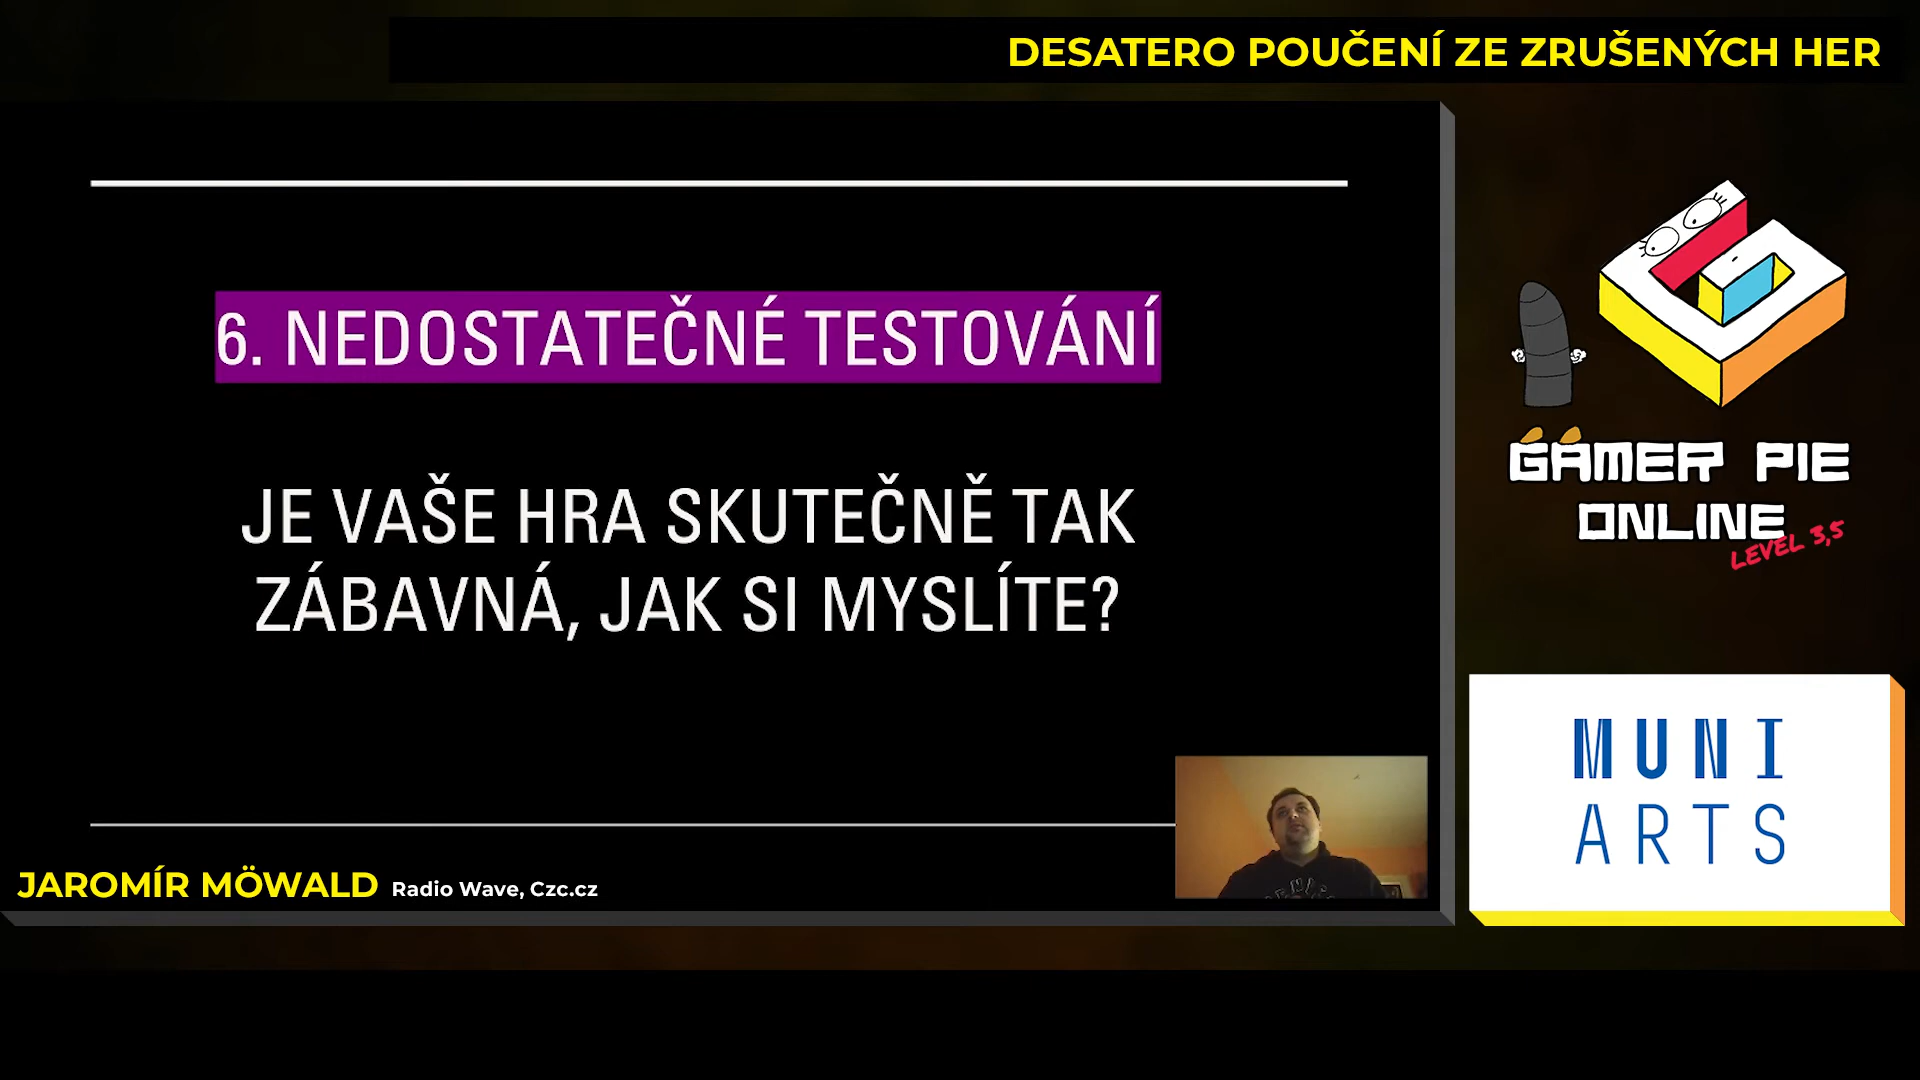 DESATERO POUČENÍ ZE ZRUŠENÝCH HER
6. NEDOSTATEČNÉ TESTOVÁNÍ
JE VAŠE HRA SKUTEČNĚ TAK
ZÁBAVNÁ, JAK SI MYSLÍTE?
JAROMÍR MÖWALD Radio Wave, Czc.cz
GAMER PIE
ONLINE
LEVEL 3,5
MUNI
ARTS